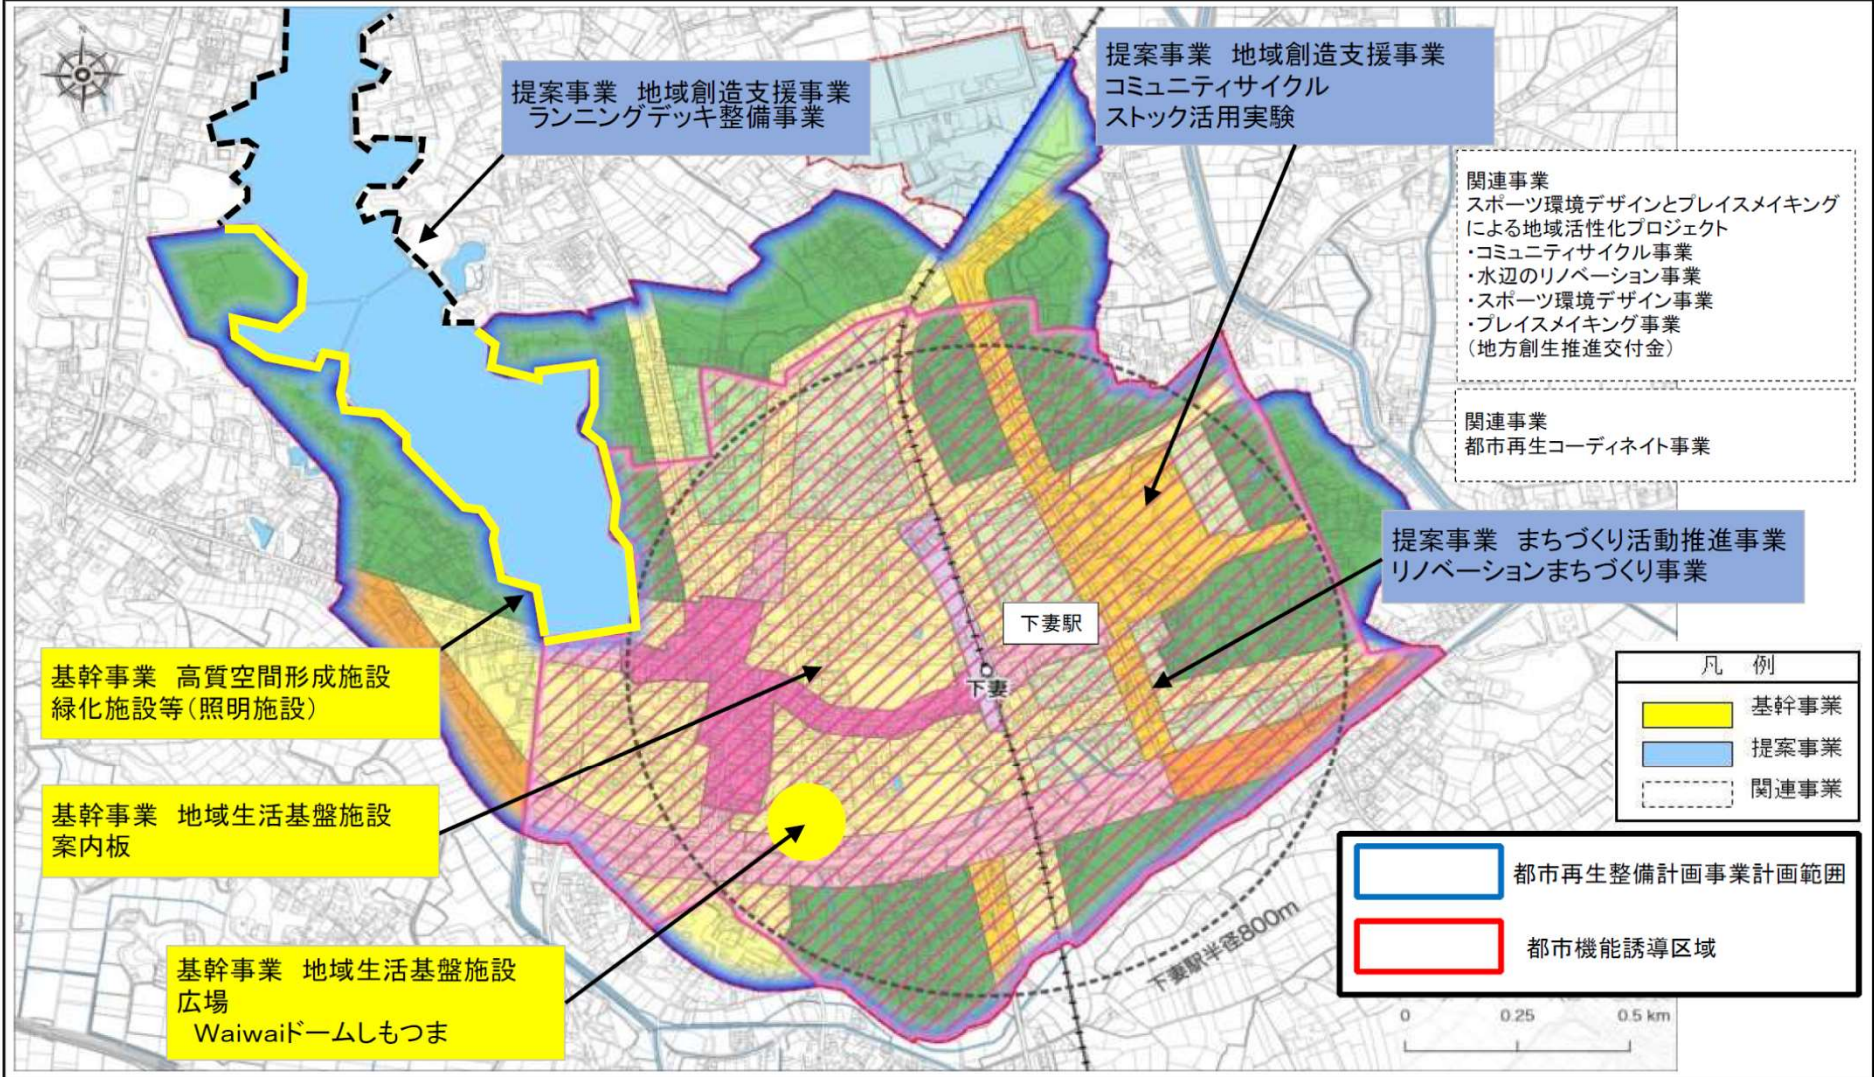 提案事業　地域創造支援事業
ランニングデッキ整備事業
提案事業　地域創造支援事業
コミュニティサイクル
ストック活用実験
関連事業
スポーツ環境デザインとプレイスメイキング
による地域活性化プロジェクト
・コミュニティサイクル事業
・水辺のリノベーション事業
・スポーツ環境デザイン事業
・プレイスメイキング事業
（地方創生推進交付金）
関連事業
都市再生コーディネイト事業
提案事業　まちづくり活動推進事業
リノベーションまちづくり事業
下妻駅
下妻
基幹事業　高質空間形成施設
緑化施設等（照明施設）
基幹事業　地域生活基盤施設
案内板
基幹事業　地域生活基盤施設
広場
Waiwaiドームしもつま
下妻駅半径800m
凡　例
基幹事業
提案事業
関連事業
都市再生整備計画事業計画範囲
都市機能誘導区域
0 0.25 0.5 km